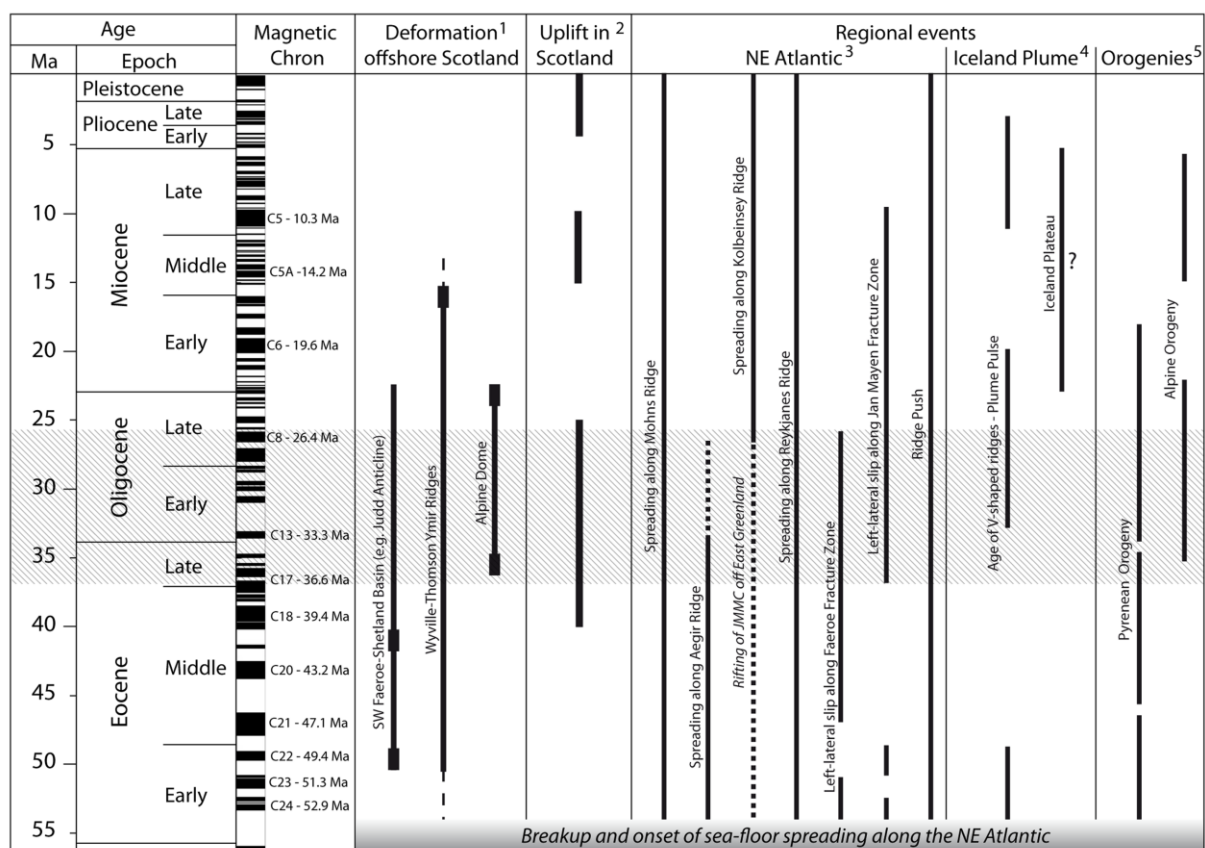 Age
Magnetic
Chron
Deformation1
offshore Scotland
Uplift in 2
Scotland
Regional events
Ma
Epoch
NE Atlantic3
Iceland Plume4
Orogenies5
Pleistocene
Pliocene
Late
Early
Miocene
Late
Middle
Early
Oligocene
Late
Early
Eocene
Late
Middle
Early
5
10
15
20
25
30
35
40
45
50
55
C5 - 10.3 Ma
C5A -14.2 Ma
C6 - 19.6 Ma
C8 - 26.4 Ma
C13 - 33.3 Ma
C17 - 36.6 Ma
C18 - 39.4 Ma
C20 - 43.2 Ma
C21 - 47.1 Ma
C22 - 49.4 Ma
C23 - 51.3 Ma
C24 - 52.9 Ma
SW Faeroe-Shetland Basin (e.g. Judd Anticline)
Wyville-Thomson Ymir Ridges
Alpine Dome
Spreading along Mohns Ridge
Spreading along Aegir Ridge
Spreading along Kolbeinsey Ridge
Rifting of JMMC off East Greenland
Spreading along Reykjanes Ridge
Left-lateral slip along Faeroe Fracture Zone
Left-lateral slip along Jan Mayen Fracture Zone
Ridge Push
Age of V-shaped ridges - Plume Pulse
Iceland Plateau
?
Pyrenean Orogeny
Alpine Orogeny
Breakup and onset of sea-floor spreading along the NE Atlantic